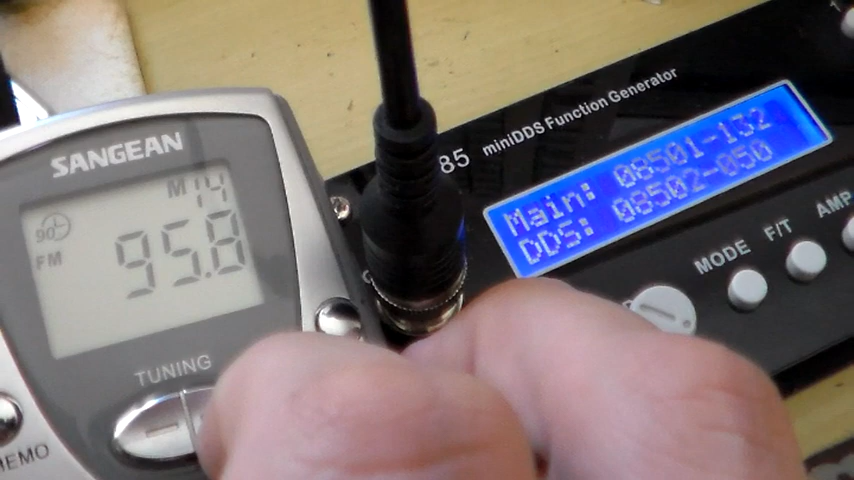 SANGEAN
M14
90
FM
95.8
TUNING
85 miniDDS Function Generator
Main: 08501-132
DDS: 08502-050
MODE
F/T
AMP